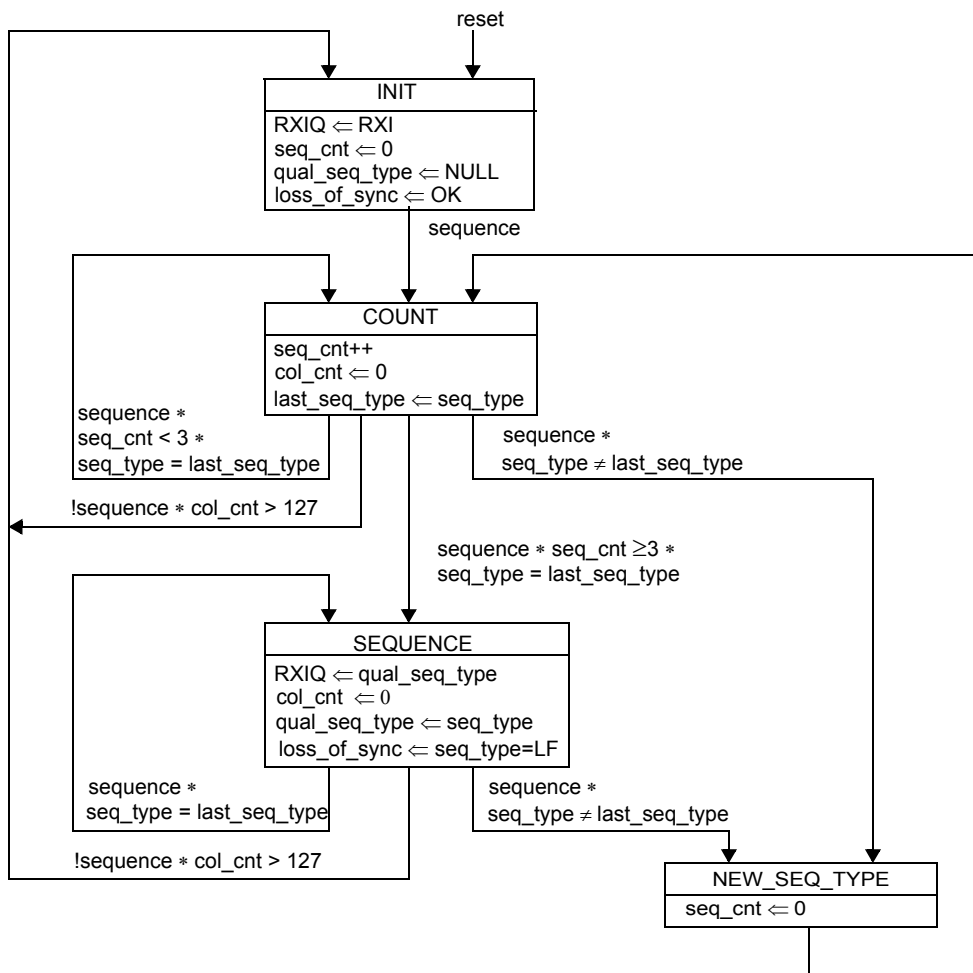 reset
INIT
RXIQ ⇐ RXI
seq_cnt ⇐ 0
qual_seq_type ⇐ NULL
loss_of_sync ⇐ OK
sequence
COUNT
seq_cnt++
col_cnt ⇐ 0
last_seq_type ⇐ seq_type
sequence *
seq_cnt < 3 *
seq_type = last_seq_type
sequence *
seq_type ≠ last_seq_type
!sequence * col_cnt > 127
sequence * seq_cnt ≥3 *
seq_type = last_seq_type
SEQUENCE
RXIQ ⇐ qual_seq_type
col_cnt ⇐ 0
qual_seq_type ⇐ seq_type
loss_of_sync ⇐ seq_type=LF
sequence *
seq_type = last_seq_type
sequence *
seq_type ≠ last_seq_type
!sequence * col_cnt > 127
NEW_SEQ_TYPE
seq_cnt ⇐ 0